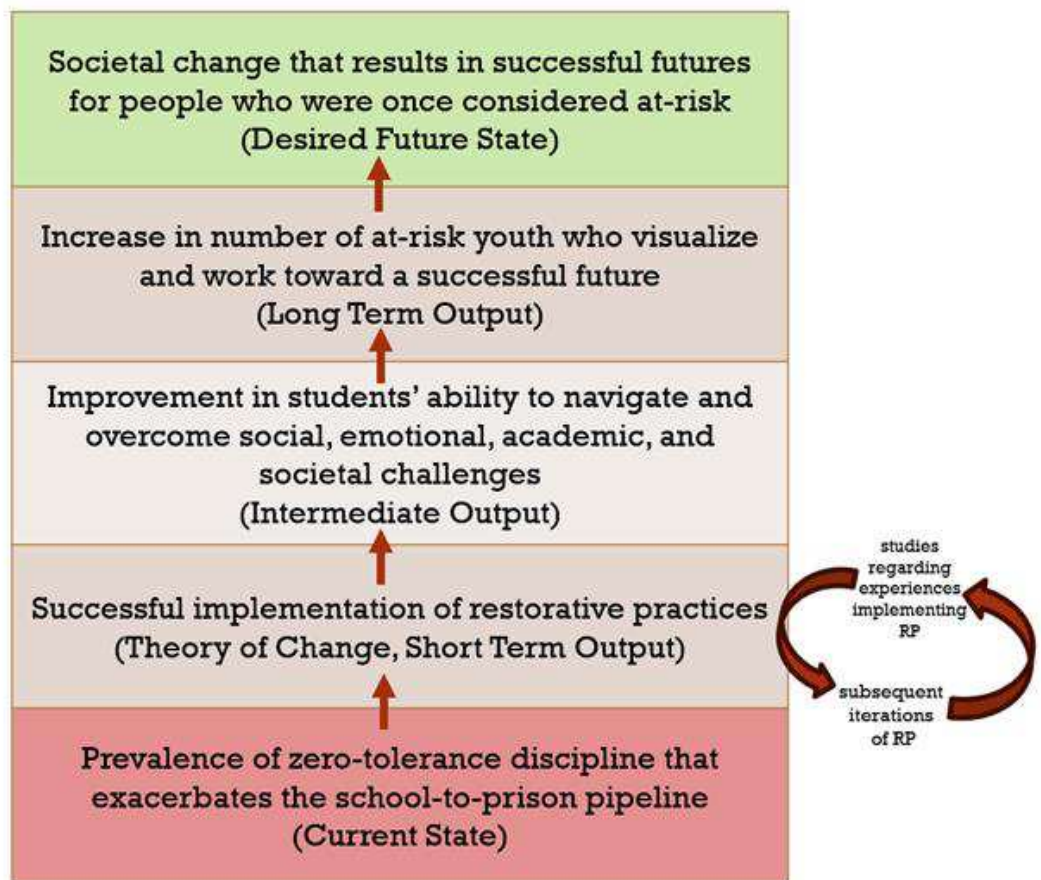 Societal change that results in successful futures
for people who were once considered at-risk
(Desired Future State)
Increase in number of at-risk youth who visualize
and work toward a successful future
(Long Term Output)
Improvement in students’ ability to navigate and
overcome social, emotional, academic, and
societal challenges
(Intermediate Output)
Successful implementation of restorative practices
(Theory of Change, Short Term Output)
Prevalence of zero-tolerance discipline that
exacerbates the school-to-prison pipeline
(Current State)
studies
regarding
experiences
implementing
RP
subsequent
iterations
of RP